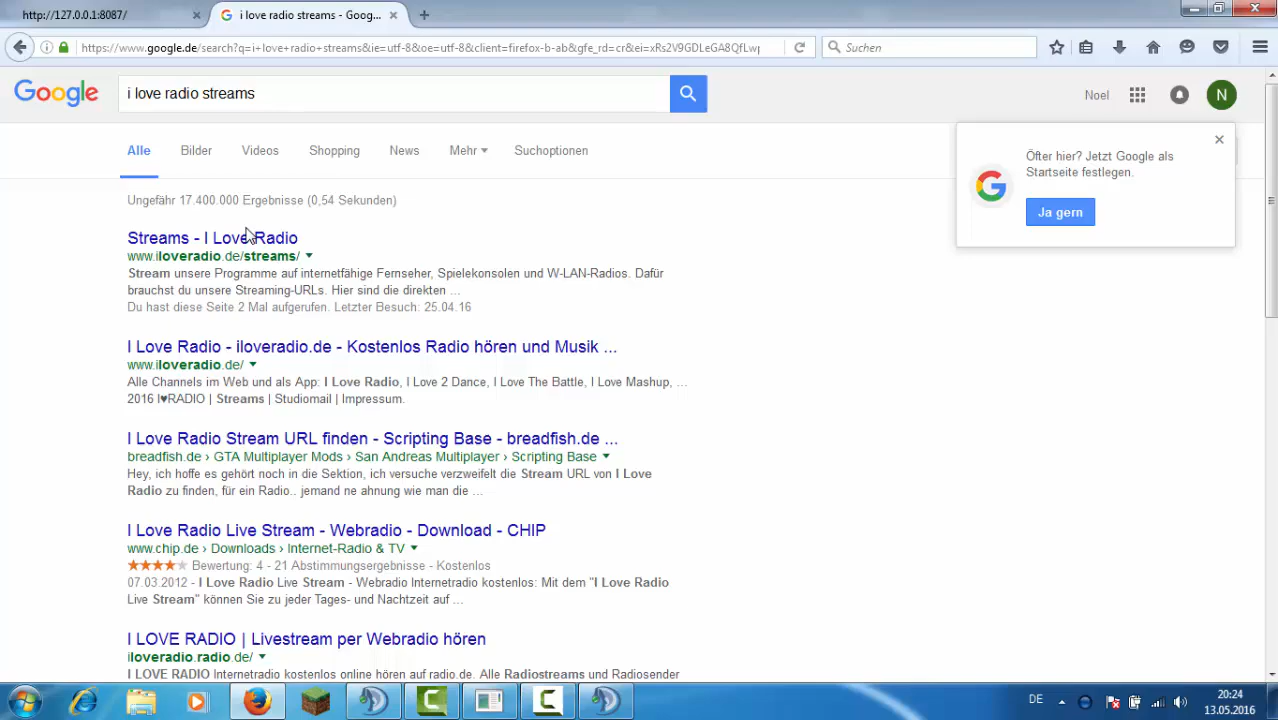 http://127.0.0.1:8087/
i love radio streams - Goog...
https://www.google.de/search?q=i+love+radio+streams&ie=utf-8&oe=utf-8&client=firefox-b-ab&gfe_rd=cr&ei=xRs2V9GDLeGA8QfLwp
Suchen
Google
i love radio streams
Noel
N
Alle
Bilder
Videos
Shopping
News
Mehr
Suchoptionen
Öfter hier? Jetzt Google als
Startseite festlegen.
Ja gern
Ungefähr 17.400.000 Ergebnisse (0,54 Sekunden)
Streams - I Love Radio
www.iloveradio.de/streams/
Stream unsere Programme auf internetfähige Fernseher, Spielekonsolen und W-LAN-Radios. Dafür
brauchst du unsere Streaming-URLs. Hier sind die direkten ...
Du hast diese Seite 2 Mal aufgerufen. Letzter Besuch: 25.04.16
I Love Radio - iloveradio.de - Kostenlos Radio hören und Musik ...
www.iloveradio.de/
Alle Channels im Web und als App: I Love Radio, I Love 2 Dance, I Love The Battle, I Love Mashup, ...
2016 I♥RADIO | Streams | Studiomail | Impressum.
I Love Radio Stream URL finden - Scripting Base - breadfish.de ...
breadfish.de › GTA Multiplayer Mods › San Andreas Multiplayer › Scripting Base
Hey, ich hoffe es gehört noch in die Sektion, ich versuche verzweifelt die Stream URL von I Love
Radio zu finden, für ein Radio.. jemand ne ahnung wie man die ...
I Love Radio Live Stream - Webradio - Download - CHIP
www.chip.de › Downloads › Internet-Radio & TV
Bewertung: 4 - 21 Abstimmungsergebnisse - Kostenlos
07.03.2012 - I Love Radio Live Stream - Webradio Internetradio kostenlos: Mit dem "I Love Radio
Live Stream" können Sie zu jeder Tages- und Nachtzeit auf ...
I LOVE RADIO | Livestream per Webradio hören
iloveradio.radio.de/
I LOVE RADIO Internetradio kostenlos online hören auf radio.de. Alle Radiostreams und Radiosender
DE
20:24
13.05.2016